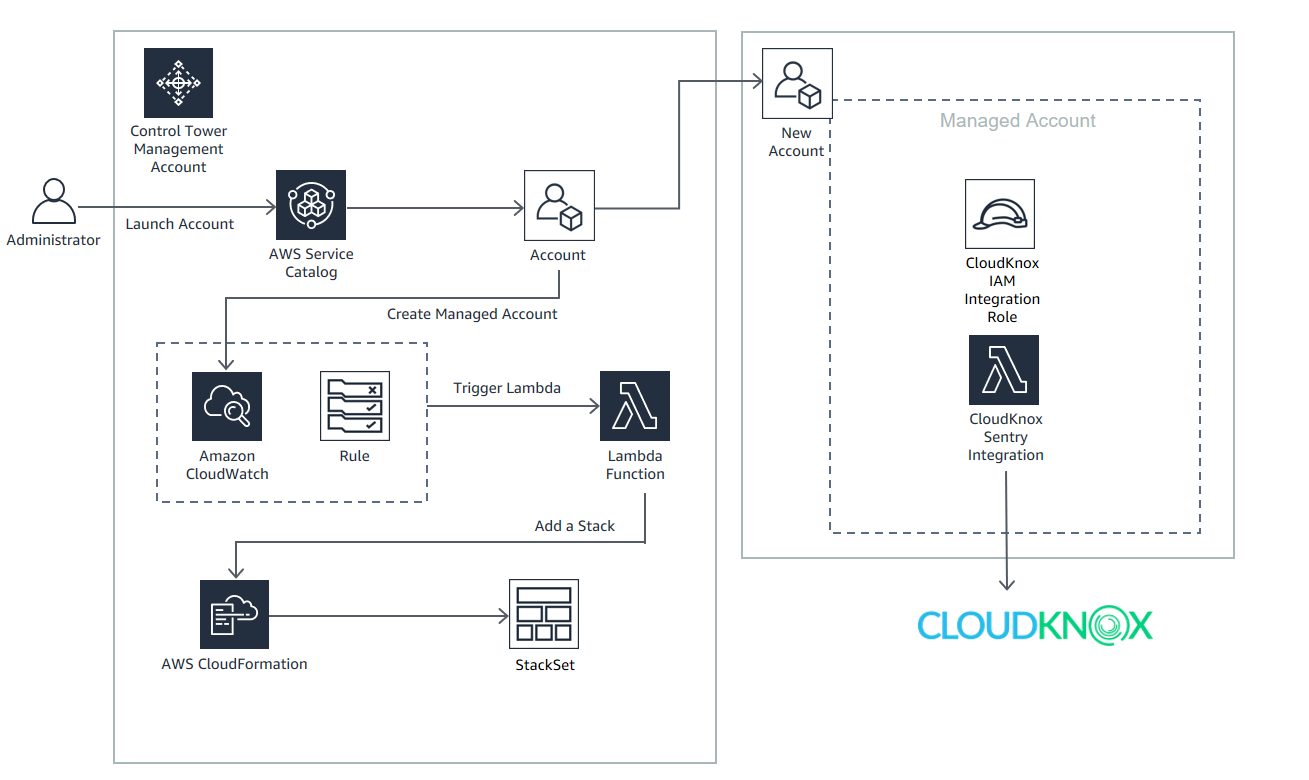 Control Tower
Management
Account
Administrator
Launch Account
AWS Service
Catalog
Account
Create Managed Account
Amazon
CloudWatch
Rule
Trigger Lambda
Lambda
Function
Add a Stack
AWS CloudFormation
StackSet
New
Account
Managed Account
CloudKnox
IAM
Integration
Role
CloudKnox
Sentry
Integration
CLOUDKNOX